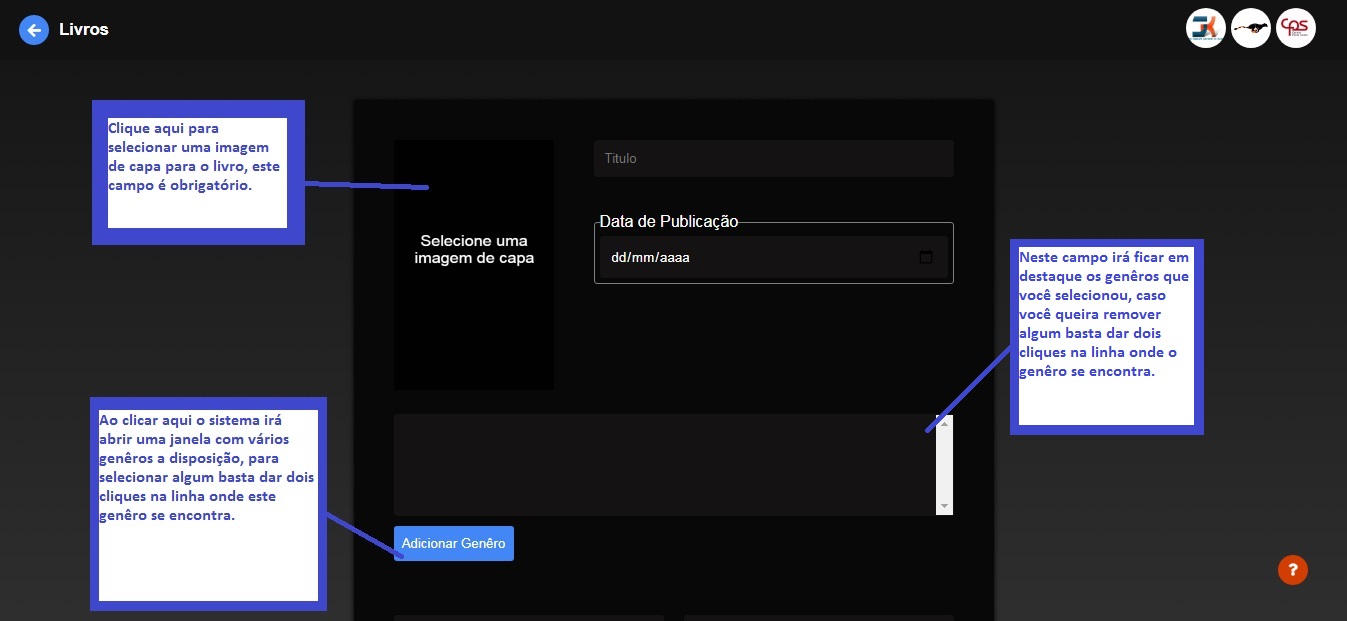 Livros
Clique aqui para
selecionar uma imagem
de capa para o livro, este
campo é obrigatório.
Título
Data de Publicação
dd/mm/aaaa
Selecione uma
imagem de capa
Neste campo irá ficar em
destaque os genêros que
você selecionou, caso
você queira remover
algum basta dar dois
cliques na linha onde o
genêro se encontra.
Ao clicar aqui o sistema irá
abrir uma janela com vários
genêros a disposição, para
selecionar algum basta dar dois
cliques na linha onde este
genêro se encontra.
Adicionar Genêro
?
cps